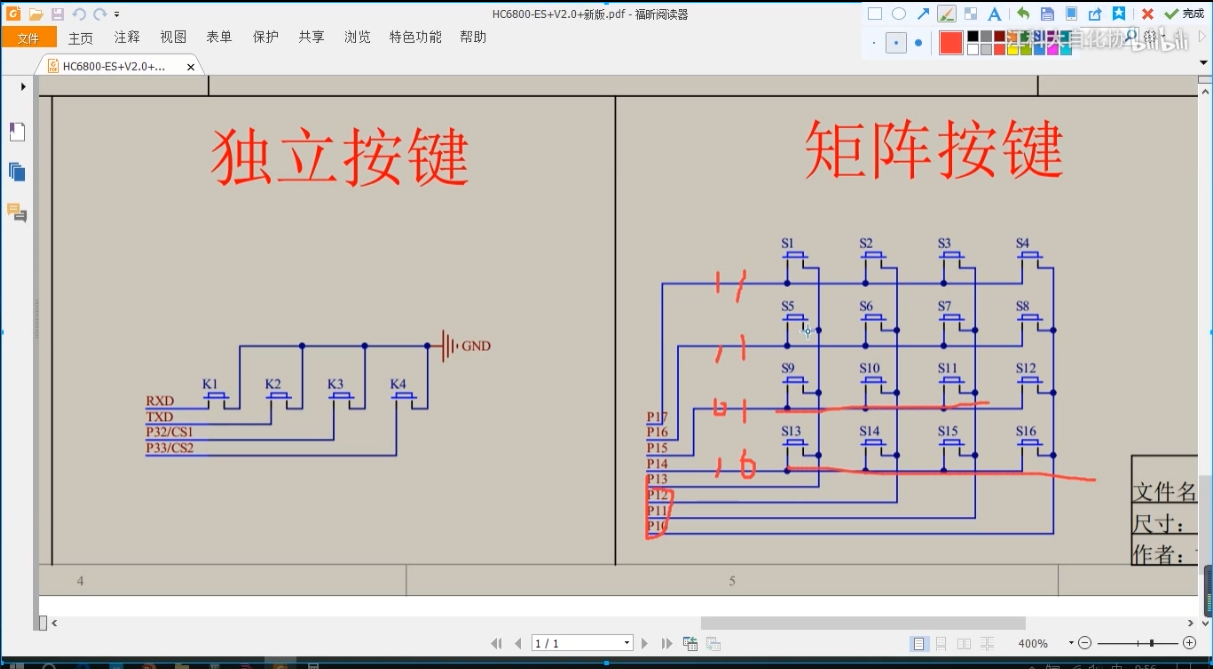 HC6800-ES+V2.0+新版.pdf - 福昕阅读器
完成
文件 主页 注释 视图 表单 保护 共享 浏览 特色功能 帮助
bilibili
HC6800-ES+V2.0+...
独立按键
矩阵按键
S1 S2 S3 S4
1 1
S5 S6 S7 S8
1 1
S9 S10 S11 S12
0 1
S13 S14 S15 S16
1 0
GND
K1 K2 K3 K4
RXD
TXD
P32/CS1
P33/CS2
P17
P16
P15
P14
P13
P12
P11
P10
文件名
尺寸:
作者:
4
5
1 / 1
400%